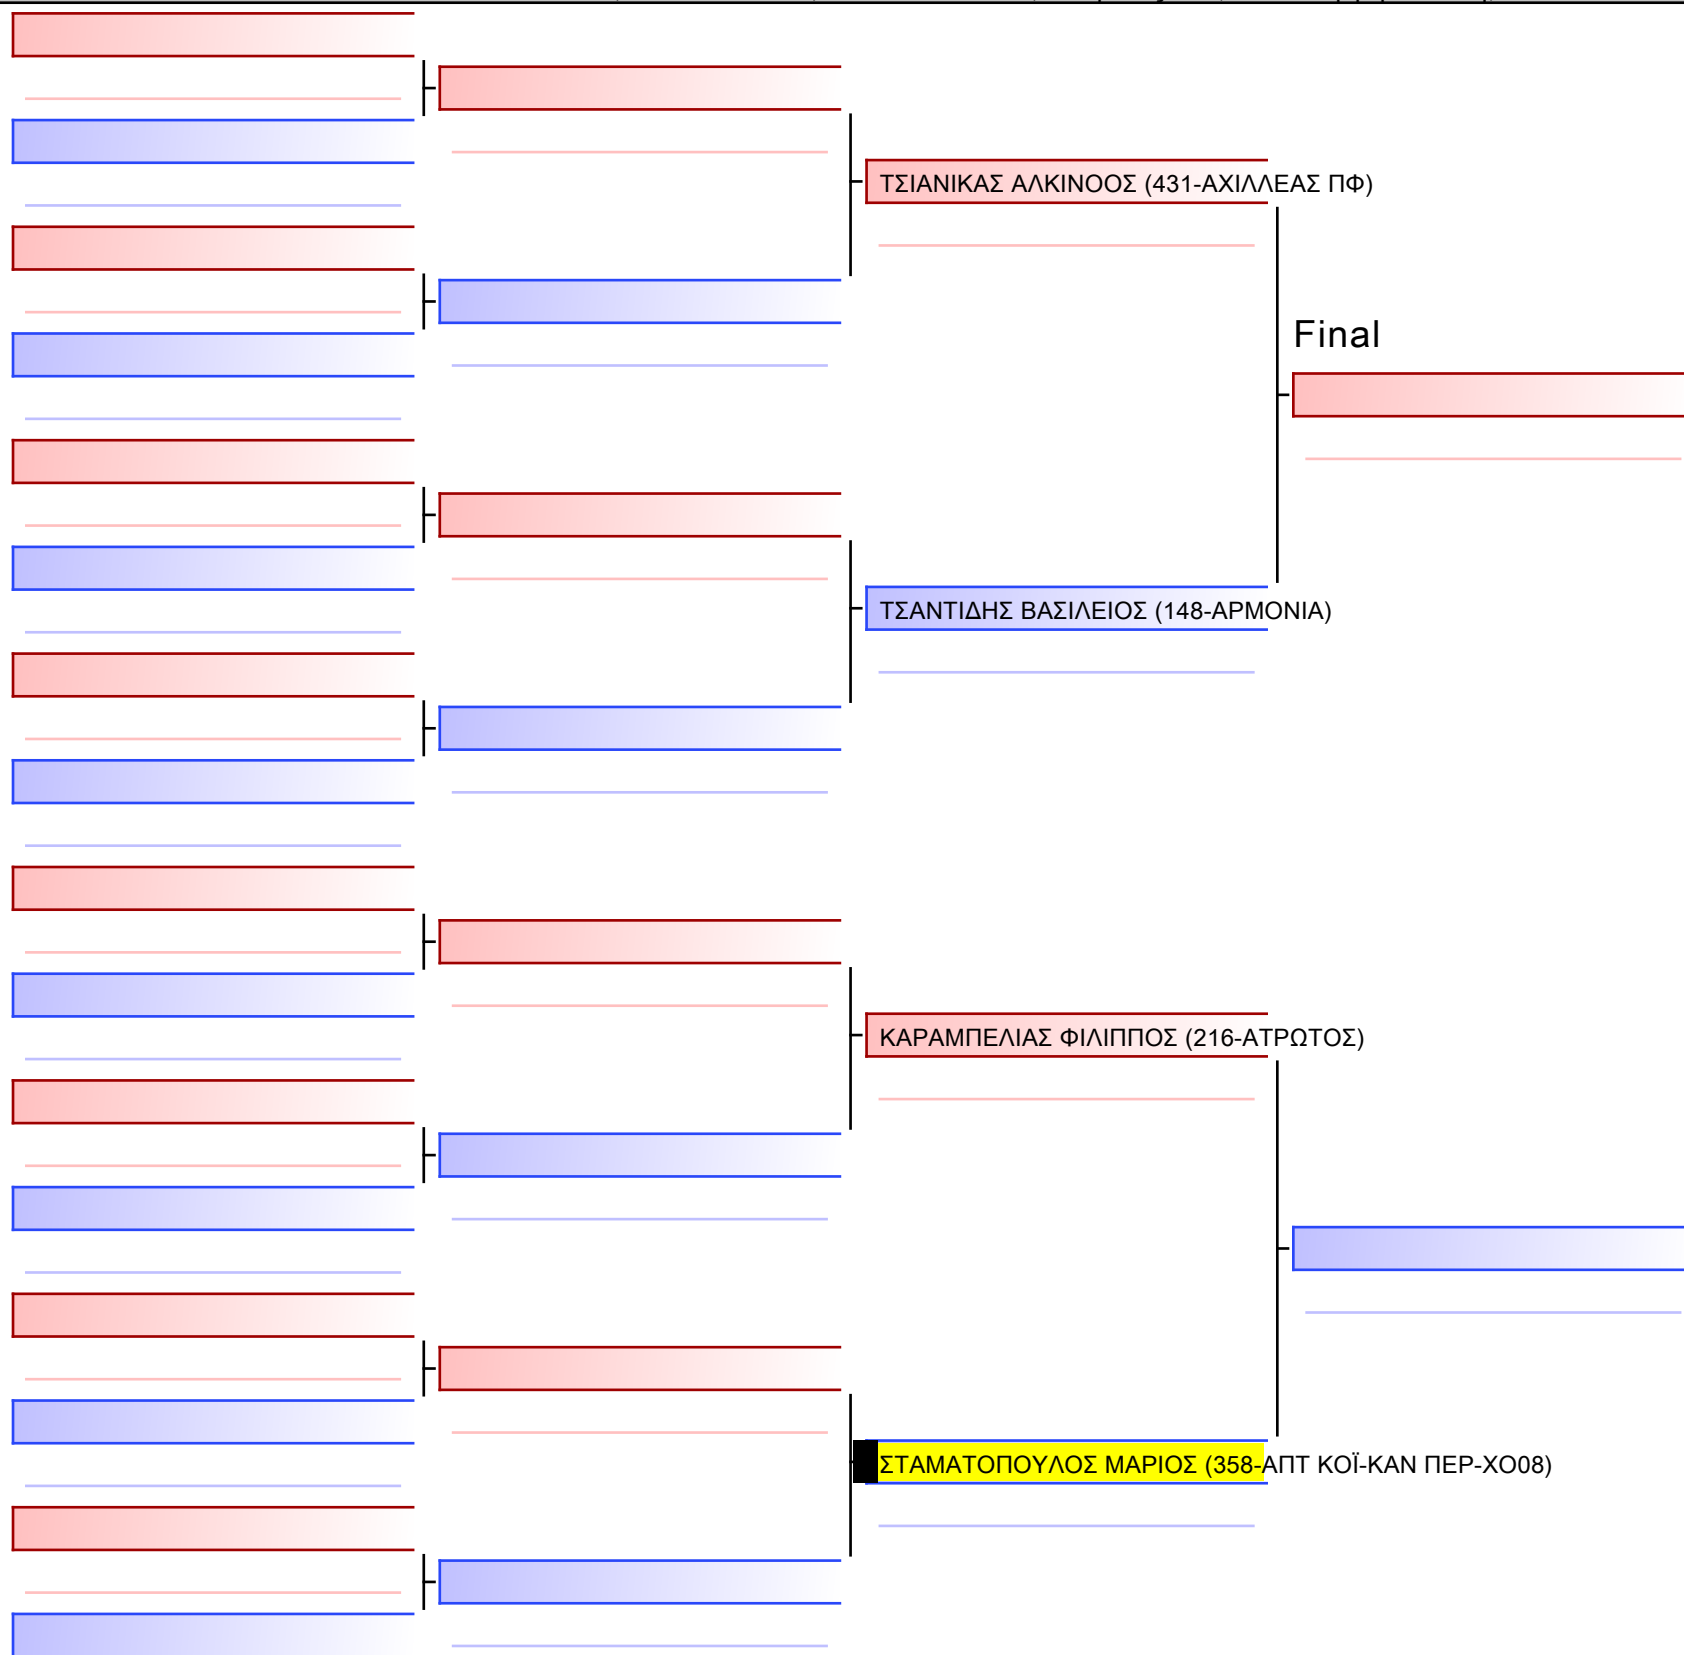 ΤΣΙΑΝΙΚΑΣ ΑΛΚΙΝΟΟΣ (431-ΑΧΙΛΛΕΑΣ ΠΦ)
Final
ΤΣΑΝΤΙΔΗΣ ΒΑΣΙΛΕΙΟΣ (148-ΑΡΜΟΝΙΑ)
ΚΑΡΑΜΠΕΛΙΑΣ ΦΙΛΙΠΠΟΣ (216-ΑΤΡΩΤΟΣ)
ΣΤΑΜΑΤΟΠΟΥΛΟΣ ΜΑΡΙΟΣ (358-ΑΠΤ ΚΟΪ-ΚΑΝ ΠΕΡ-ΧΟ08)